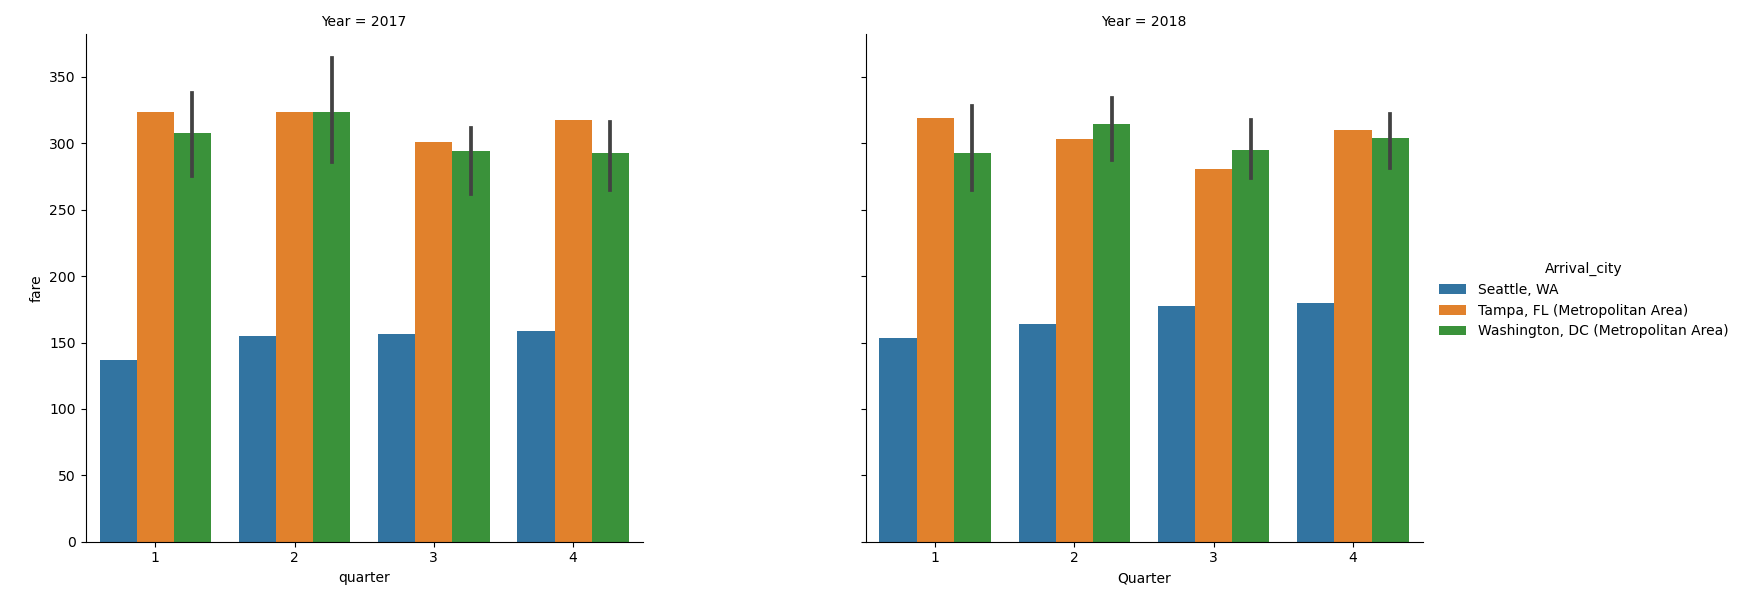 Year = 2017
Year = 2018
fare
350
300
250
200
150
100
50
0
1 2 3 4
quarter
1 2 3 4
Quarter
Arrival_city
Seattle, WA
Tampa, FL (Metropolitan Area)
Washington, DC (Metropolitan Area)